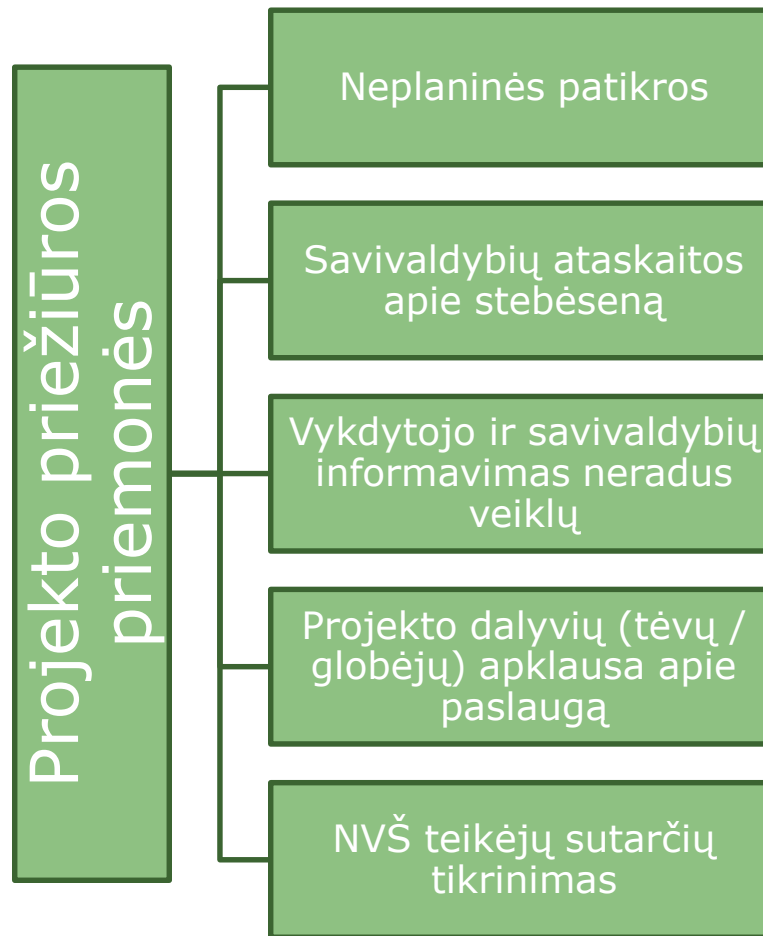 Projekto priežiūros
priemonės
Neplaninės patikros
Savivaldybių ataskaitos
apie stebėseną
Vykdytojo ir savivaldybių
informavimas neradus
veiklų
Projekto dalyvių (tėvų /
globėjų) apklausa apie
paslaugą
NVŠ teikėjų sutarčių
tikrinimas